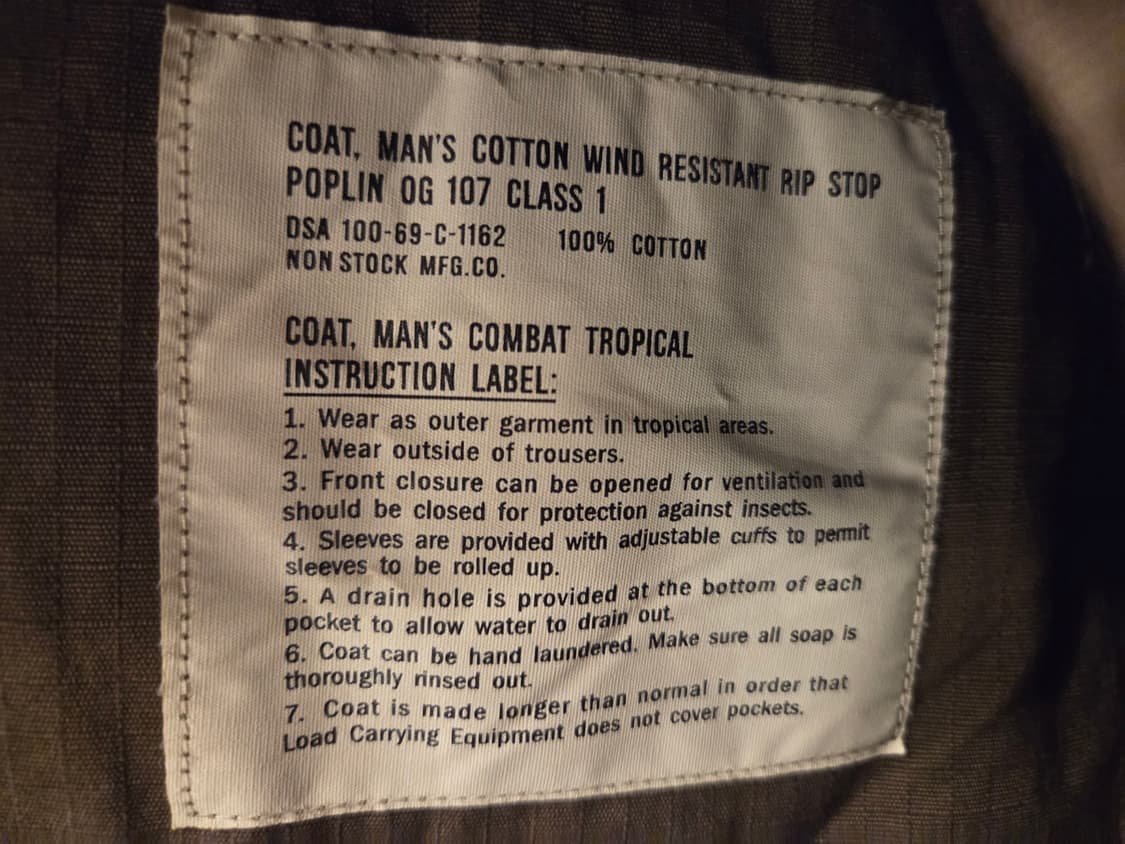 COAT, MAN'S COTTON WIND RESISTANT RIP STOP
POPLIN OG 107 CLASS 1
DSA 100-69-C-1162 100% COTTON
NON STOCK MFG.CO.
COAT, MAN'S COMBAT TROPICAL
INSTRUCTION LABEL:
1. Wear as outer garment in tropical areas.
2. Wear outside of trousers.
3. Front closure can be opened for ventilation and
should be closed for protection against insects.
4. Sleeves are provided with adjustable cuffs to permit
sleeves to be rolled up.
5. A drain hole is provided at the bottom of each
pocket to allow water to drain out.
6. Coat can be hand laundered. Make sure all soap is
thoroughly rinsed out.
7. Coat is made longer than normal in order that
Load Carrying Equipment does not cover pockets.